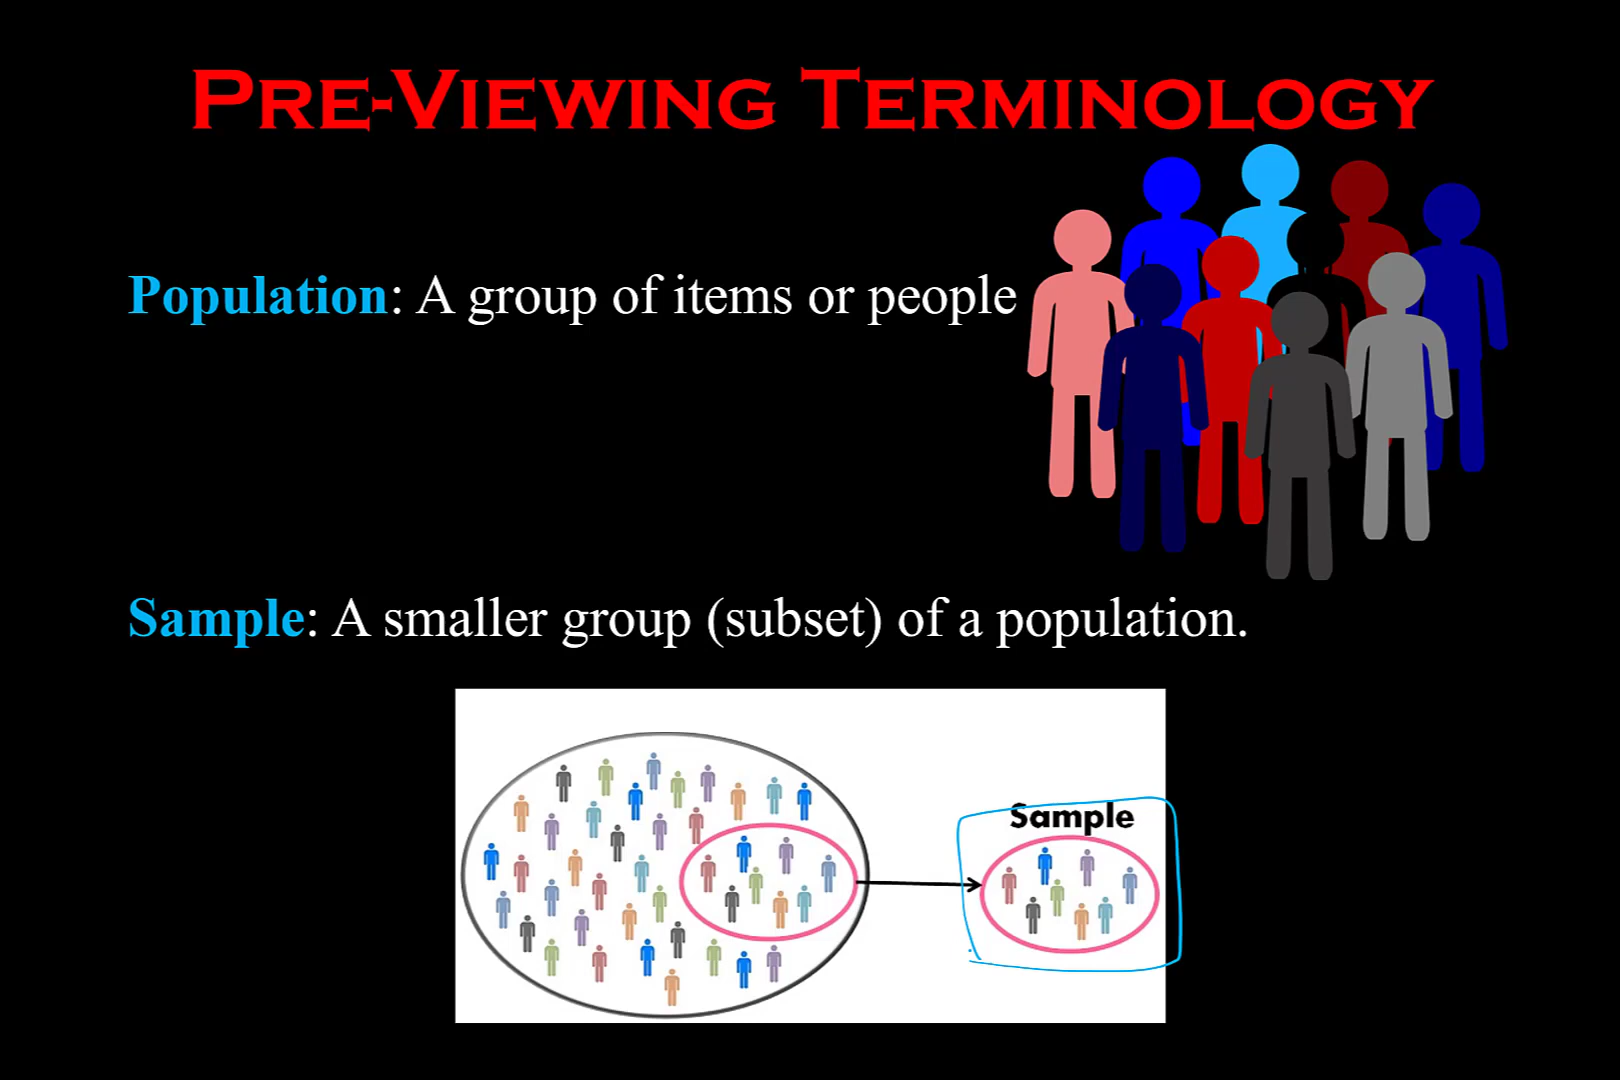 Pre-Viewing Terminology
Population: A group of items or people
Sample: A smaller group (subset) of a population.
Sample